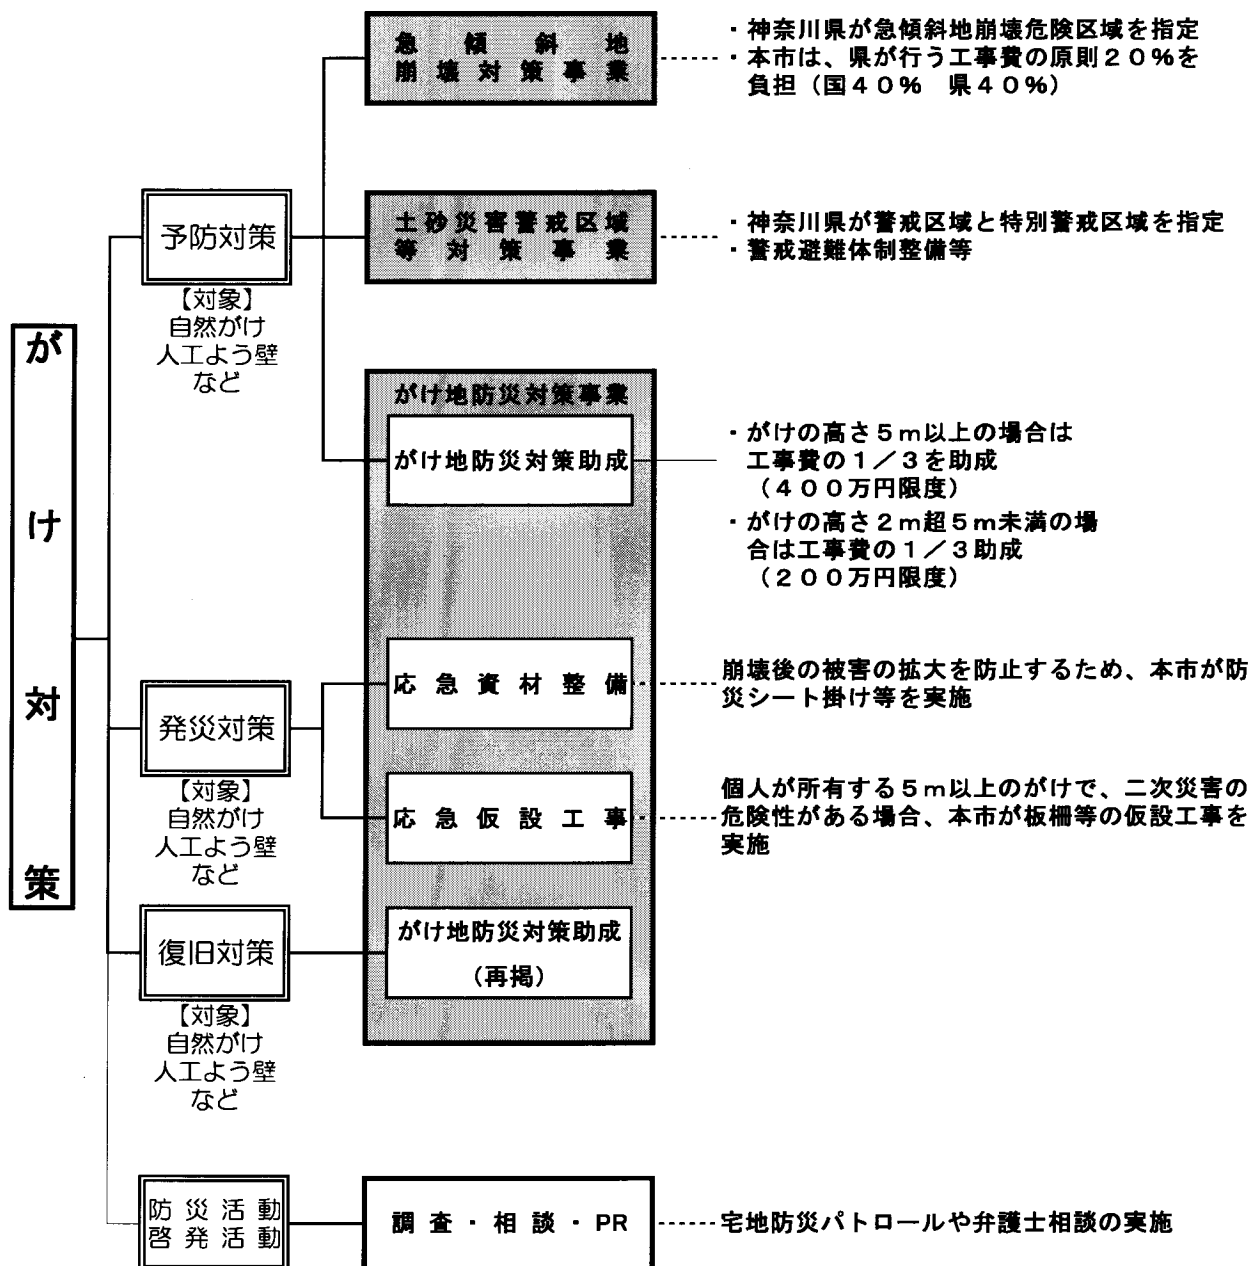 がけ対策
予防対策
【対象】
自然がけ
人工よう壁
など
急傾斜地
崩壊対策事業
・神奈川県が急傾斜地崩壊危険区域を指定
・本市は、県が行う工事費の原則20%を
負担（国40%　県40%）
土砂災害警戒区域
等対策事業
・神奈川県が警戒区域と特別警戒区域を指定
・警戒避難体制整備等
がけ地防災対策事業
がけ地防災対策助成
・がけの高さ5m以上の場合は
工事費の1／3を助成
（400万円限度）
・がけの高さ2m超5m未満の場
合は工事費の1／3助成
（200万円限度）
発災対策
【対象】
自然がけ
人工よう壁
など
応急資材整備
崩壊後の被害の拡大を防止するため、本市が防
災シート掛け等を実施
応急仮設工事
個人が所有する5m以上のがけで、二次災害の
危険性がある場合、本市が板柵等の仮設工事を
実施
復旧対策
【対象】
自然がけ
人工よう壁
など
がけ地防災対策助成
（再掲）
防災活動
啓発活動
調査・相談・PR
宅地防災パトロールや弁護士相談の実施